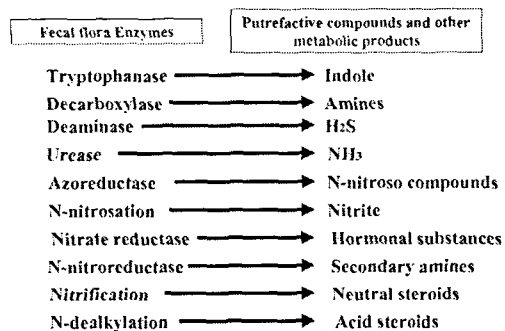 Fecal flora Enzymes
Putrefactive compounds and other
metabolic products
Tryptophanase Indole
Decarboxylase Amines
Deaminase H₂S
Urease NH₃
Azoreductase N-nitroso compounds
N-nitrosation Nitrite
Nitrate reductase Hormonal substances
N-nitroreductase Secondary amines
Nitrification Neutral steroids
N-dealkylation Acid steroids